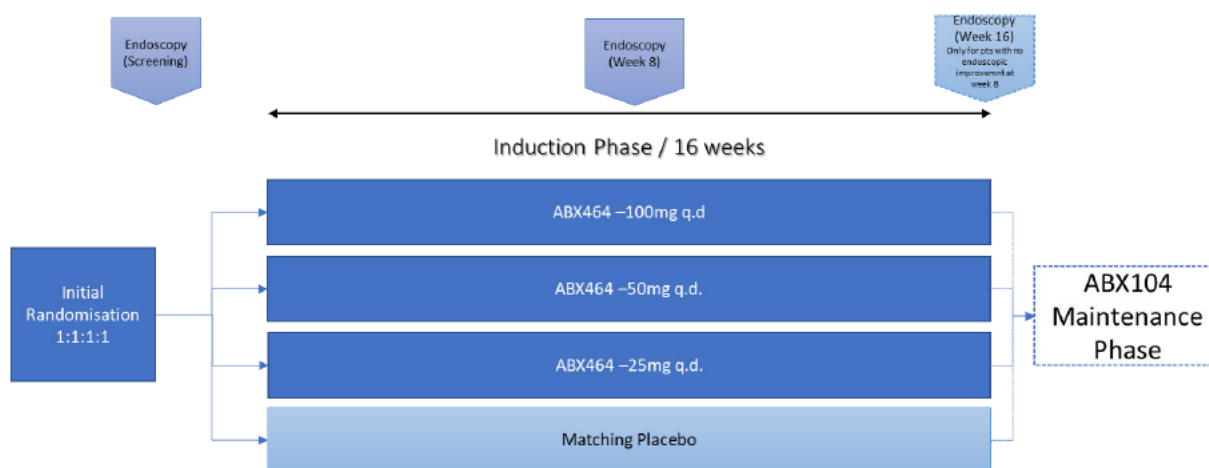 Endoscopy
(Screening)
Endoscopy
(Week 8)
Endoscopy
(Week 16)
Only for pts with no
endoscopic
improvemnt at
week 8
Induction Phase / 16 weeks
Initial
Randomisation
1:1:1:1
ABX464 –100mg q.d
ABX464 –50mg q.d.
ABX464 –25mg q.d.
Matching Placebo
ABX104
Maintenance
Phase